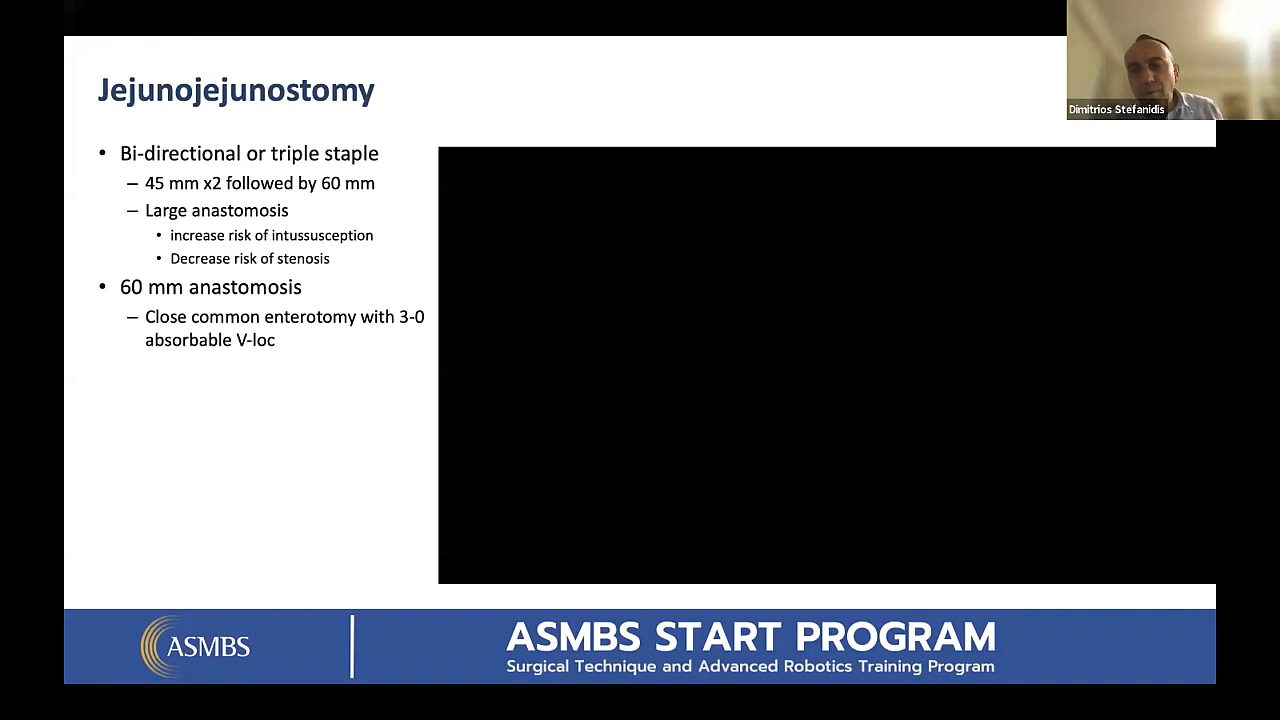 Jejunojejunostomy
• Bi-directional or triple staple
– 45 mm x2 followed by 60 mm
– Large anastomosis
• increase risk of intussusception
• Decrease risk of stenosis
• 60 mm anastomosis
– Close common enterotomy with 3-0
absorbable V-loc
Dimitrios Stefanidis
ASMBS
ASMBS START PROGRAM
Surgical Technique and Advanced Robotics Training Program